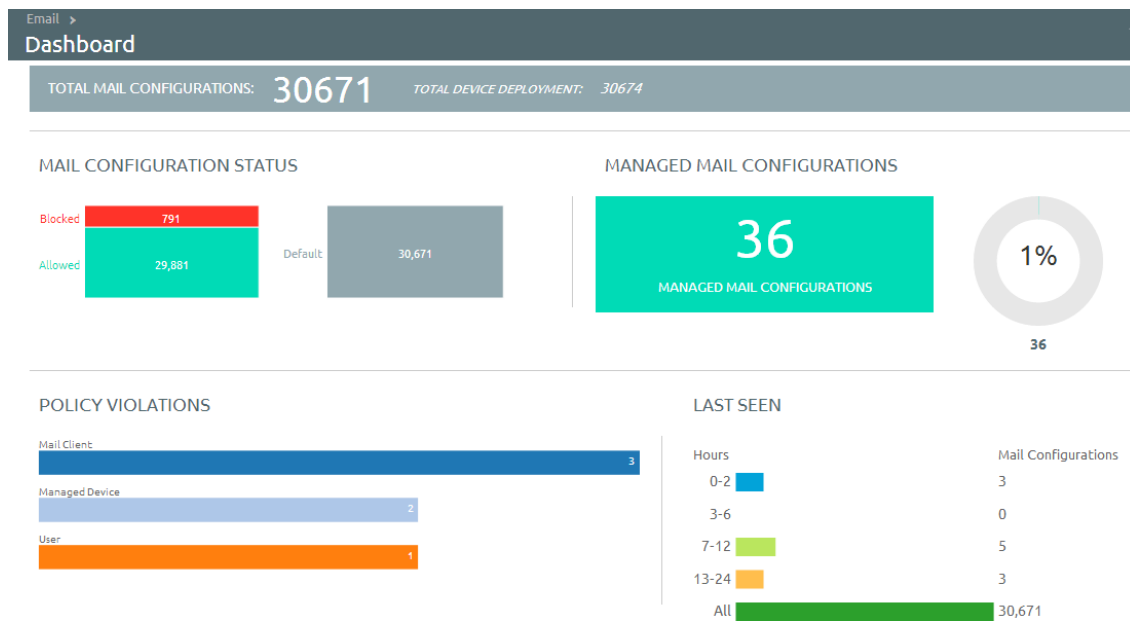 Email >
Dashboard
TOTAL MAIL CONFIGURATIONS: 30671 TOTAL DEVICE DEPLOYMENT: 30674
MAIL CONFIGURATION STATUS
Blocked 791
Allowed 29,881
Default 30,671
MANAGED MAIL CONFIGURATIONS
36
MANAGED MAIL CONFIGURATIONS
1%
36
POLICY VIOLATIONS
Mail Client
3
Managed Device
2
User
1
LAST SEEN
Hours Mail Configurations
0-2 3
3-6 0
7-12 5
13-24 3
All 30,671